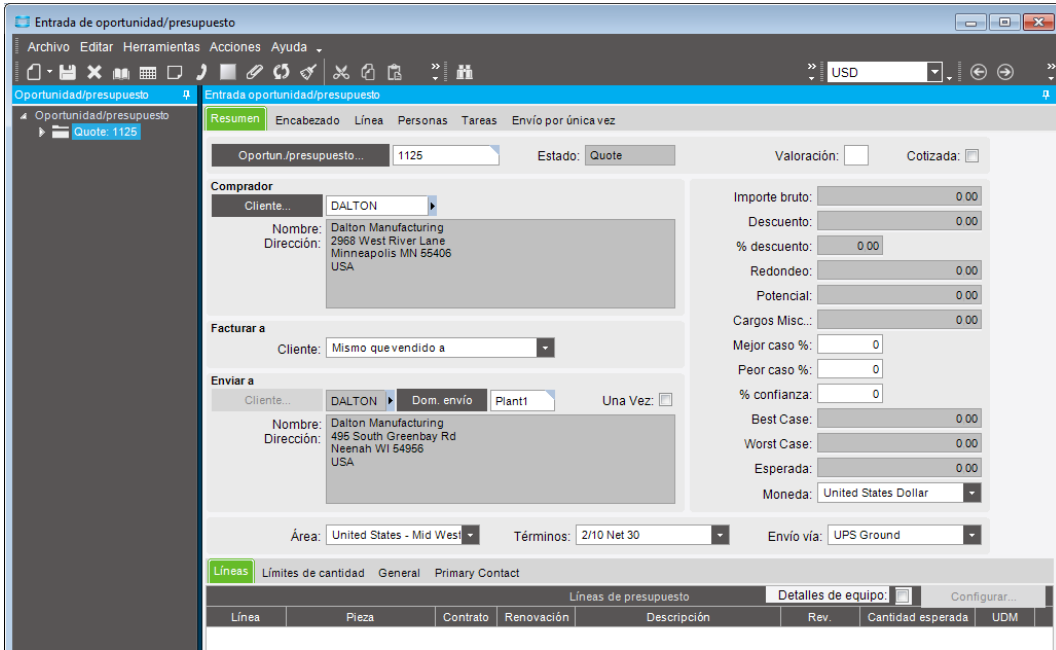 Entrada de oportunidad/presupuesto
Archivo Editar Herramientas Acciones Ayuda
USD
Oportunidad/presupuesto
Entrada oportunidad/presupuesto
Oportunidad/presupuesto
Quote: 1125
Resumen Encabezado Línea Personas Tareas Envío por única vez
Oportun./presupuesto... 1125 Estado: Quote Valoración: Cotizada:
Comprador
Cliente... DALTON
Nombre: Dalton Manufacturing
Dirección: 2968 West River Lane
Minneapolis MN 55406
USA
Facturar a
Cliente: Mismo que vendido a
Enviar a
Cliente... DALTON Dom. envío Plant1 Una Vez:
Nombre: Dalton Manufacturing
Dirección: 495 South Greenbay Rd
Neenah WI 54956
USA
Importe bruto: 0.00
Descuento: 0.00
% descuento: 0.00
Redondeo: 0.00
Potencial: 0.00
Cargos Misc..: 0.00
Mejor caso %: 0
Peor caso %: 0
% confianza: 0
Best Case: 0.00
Worst Case: 0.00
Esperada: 0.00
Moneda: United States Dollar
Área: United States - Mid West Términos: 2/10 Net 30 Envío vía: UPS Ground
Líneas Límites de cantidad General Primary Contact
Líneas de presupuesto Detalles de equipo: Configurar...
Línea Pieza Contrato Renovación Descripción Rev. Cantidad esperada UDM